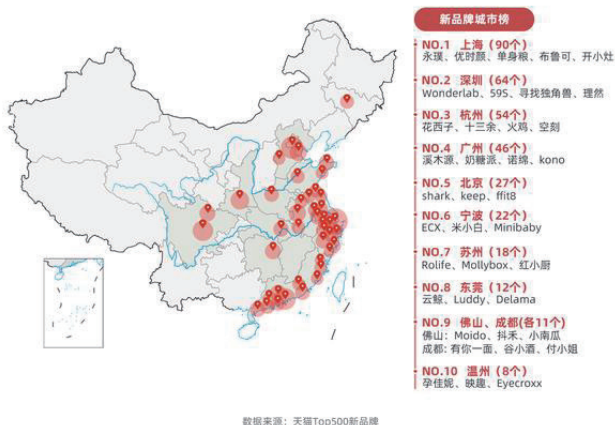 新品牌城市榜
NO.1 上海（90个）
永璞、优时颜、单身粮、布鲁可、开小灶
NO.2 深圳（64个）
Wonderlab、59S、寻找独角兽、理然
NO.3 杭州（54个）
花西子、十三余、火鸡、空刻
NO.4 广州（46个）
溪木源、奶糖派、诺绵、kono
NO.5 北京（27个）
shark、keep、ffit8
NO.6 宁波（22个）
ECX、米小白、Minibaby
NO.7 苏州（18个）
Rolife、Mollybox、红小厨
NO.8 东莞（12个）
云鲸、Luddy、Delama
NO.9 佛山、成都(各11个)
佛山：Moido、抖禾、小南瓜
成都: 有你一面、谷小酒、付小姐
NO.10 温州（8个）
孕佳妮、映趣、Eyecroxx
数据来源：天猫Top500新品牌